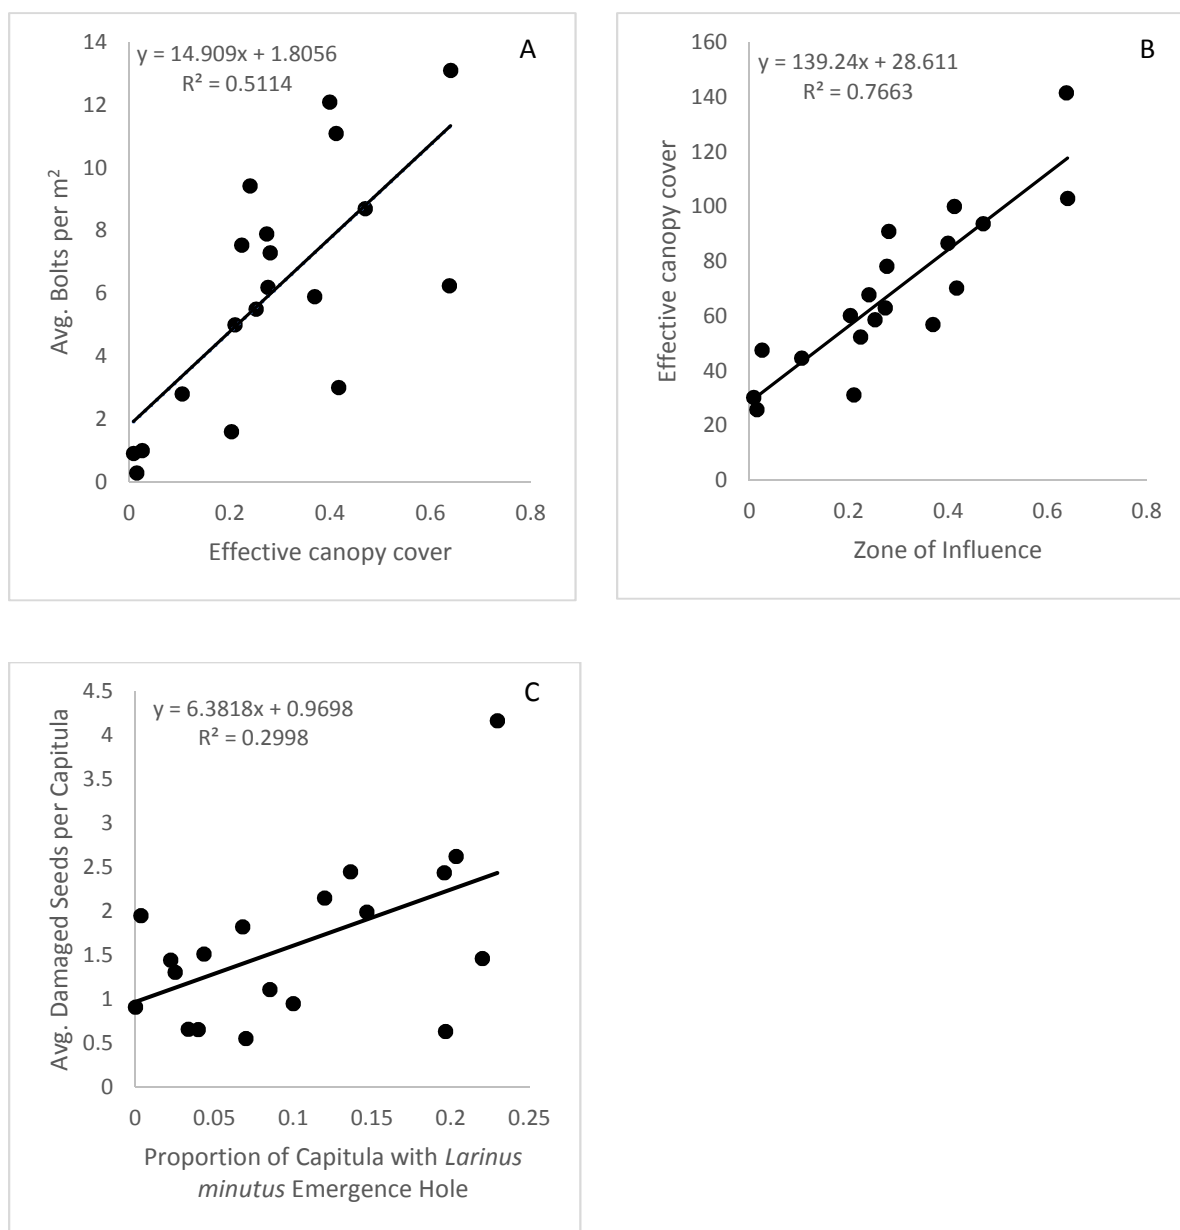 A
y = 14.909x + 1.8056
R² = 0.5114
Avg. Bolts per m²
14
12
10
8
6
4
2
0
0 0.2 0.4 0.6 0.8
Effective canopy cover
B
y = 139.24x + 28.611
R² = 0.7663
Effective canopy cover
160
140
120
100
80
60
40
20
0
0 0.2 0.4 0.6 0.8
Zone of Influence
C
y = 6.3818x + 0.9698
R² = 0.2998
Avg. Damaged Seeds per Capitula
4.5
4
3.5
3
2.5
2
1.5
1
0.5
0
0 0.05 0.1 0.15 0.2 0.25
Proportion of Capitula with Larinus
minutus Emergence Hole